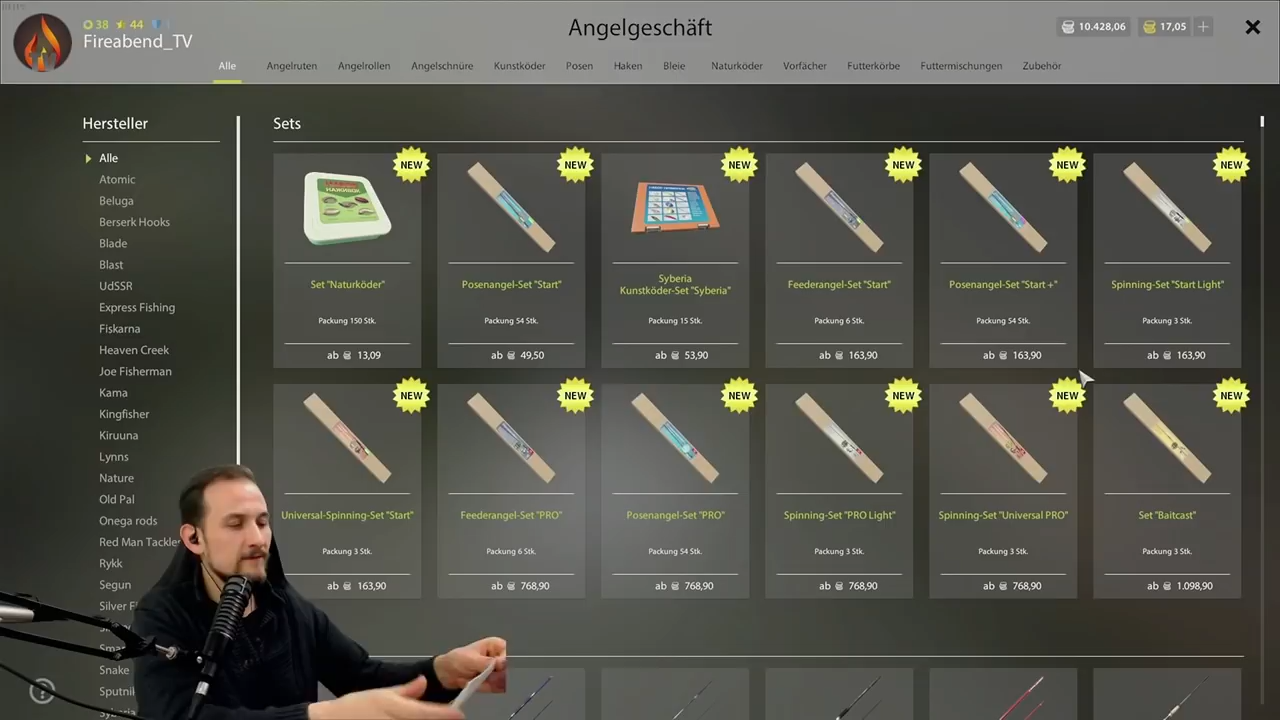 38 44
Fireabend_TV
Angelgeschäft
10.428,06 17,05 +
Alle Angelruten Angelrollen Angelschnüre Kunstköder Posen Haken Bleie Naturköder Vorfächer Futterkörbe Futtermischungen Zubehör
Hersteller
Alle
Atomic
Beluga
Berserk Hooks
Blade
Blast
UdSSR
Express Fishing
Fiskarna
Heaven Creek
Joe Fisherman
Kama
Kingfisher
Kiruuna
Lynns
Nature
Old Pal
Onega rods
Red Man Tackles
Rykk
Segun
Silver
Snake
Sputnik
Sets
NEW NEW NEW NEW NEW NEW
Set "Naturköder"
Packung 150 Stk.
ab 13,09
Posenangel-Set "Start"
Packung 54 Stk.
ab 49,50
Syberia
Kunstköder-Set "Syberia"
Packung 15 Stk.
ab 53,90
Feederangel-Set "Start"
Packung 6 Stk.
ab 163,90
Posenangel-Set "Start +"
Packung 54 Stk.
ab 163,90
Spinning-Set "Start Light"
Packung 3 Stk.
ab 163,90
NEW NEW NEW NEW NEW NEW
Universal-Spinning-Set "Start"
Packung 3 Stk.
ab 163,90
Feederangel-Set "PRO"
Packung 6 Stk.
ab 768,90
Posenangel-Set "PRO"
Packung 54 Stk.
ab 768,90
Spinning-Set "PRO Light"
Packung 3 Stk.
ab 768,90
Spinning-Set "Universal PRO"
Packung 3 Stk.
ab 768,90
Set "Baitcast"
Packung 3 Stk.
ab 1.098,90